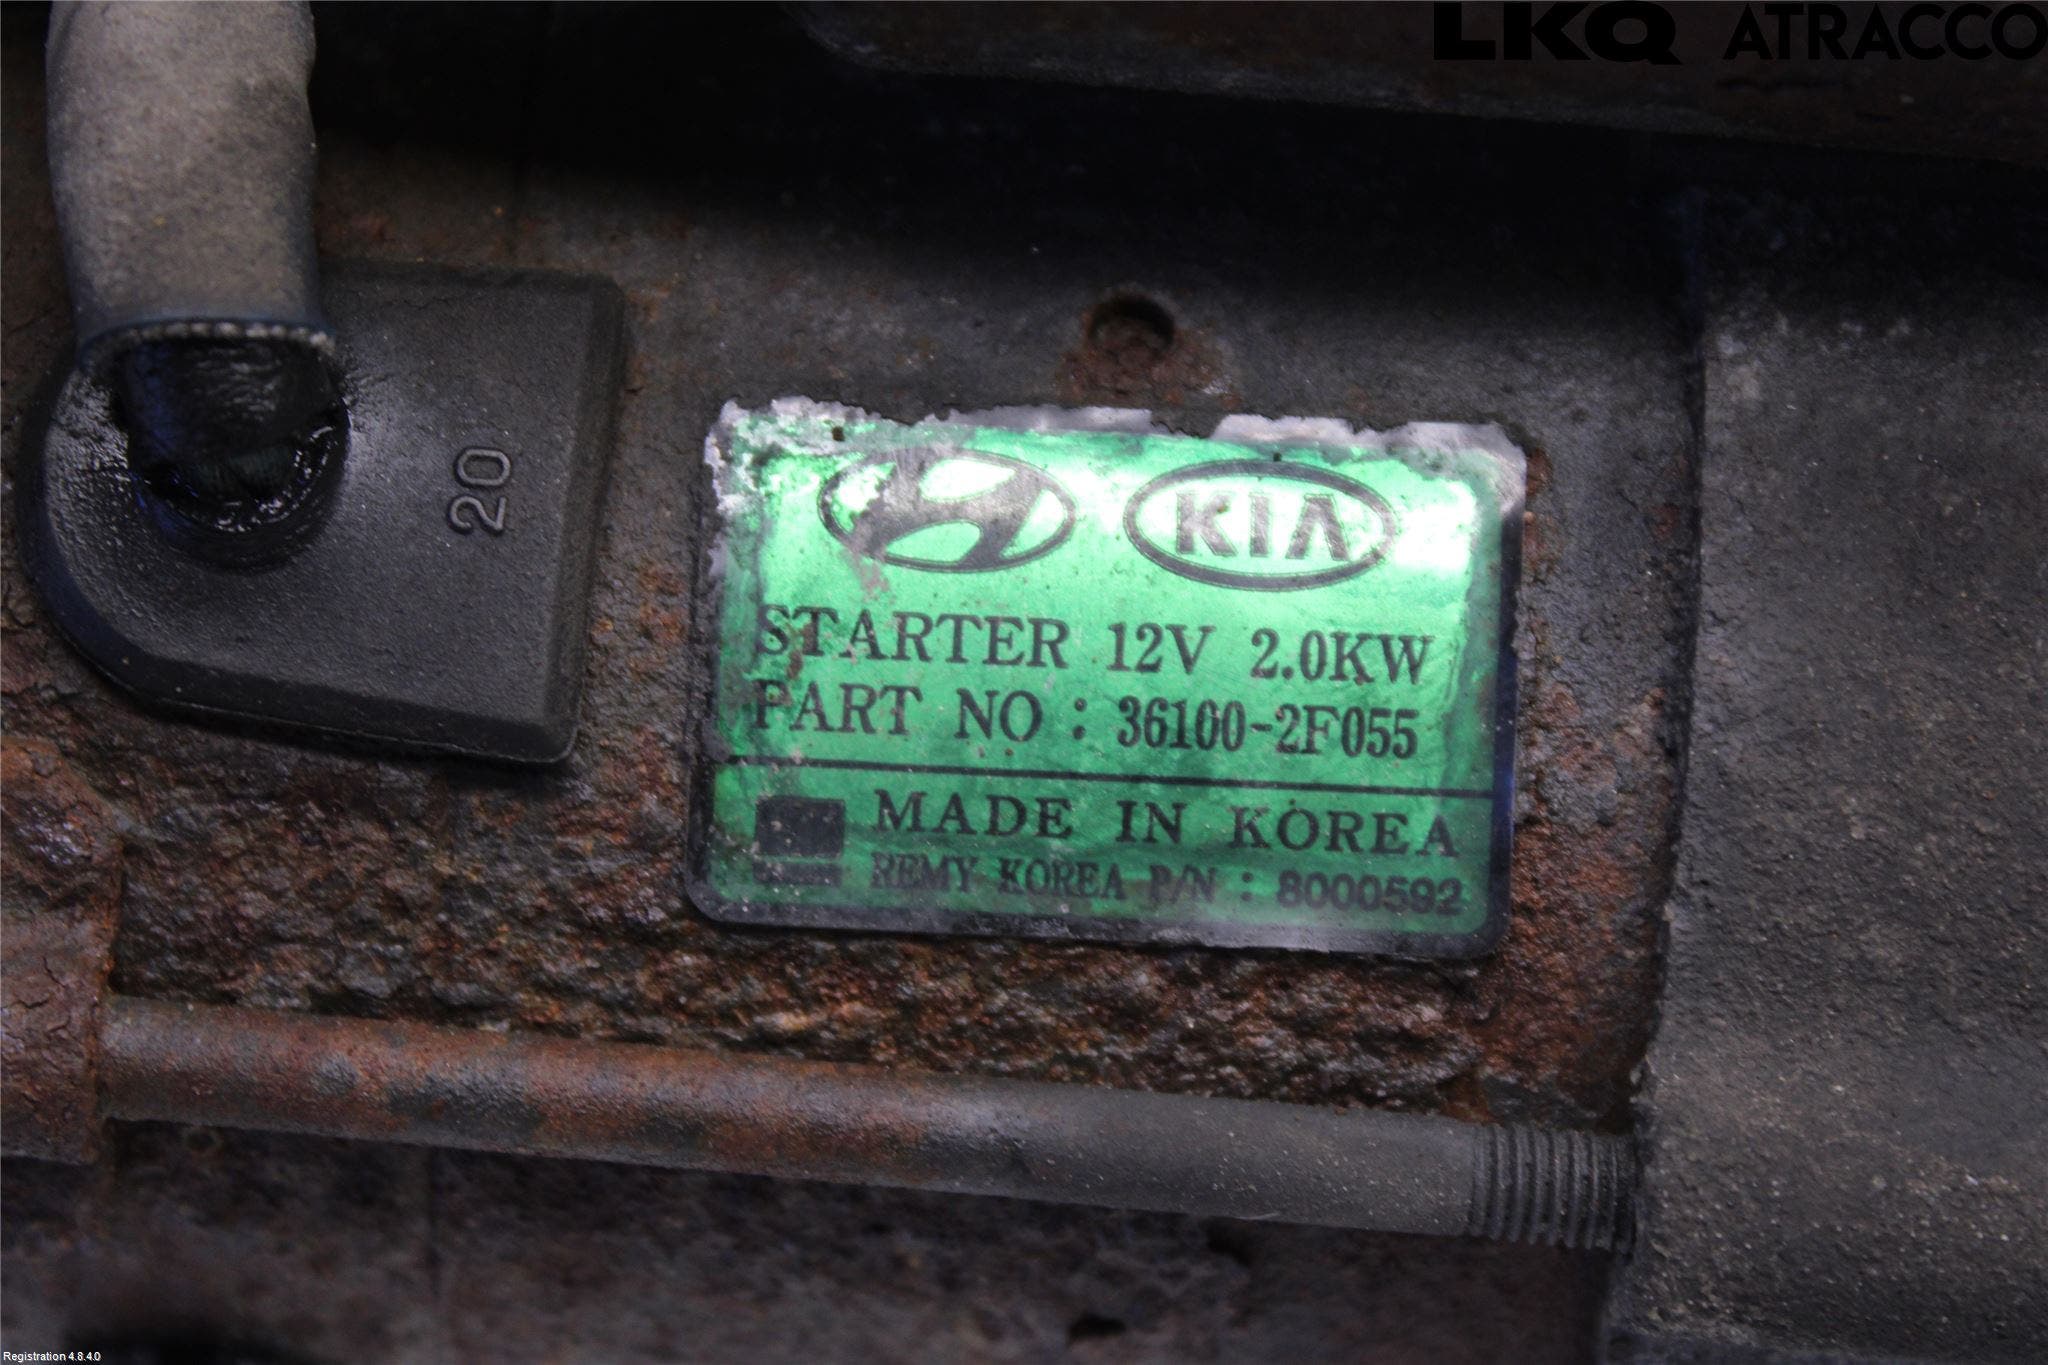 LKQ ATRACCO
20
KIA
STARTER 12V 2.0KW
PART NO : 36100-2F055
MADE IN KOREA
REMY KOREA P/N : 8000592
Registration 4.8.4.0